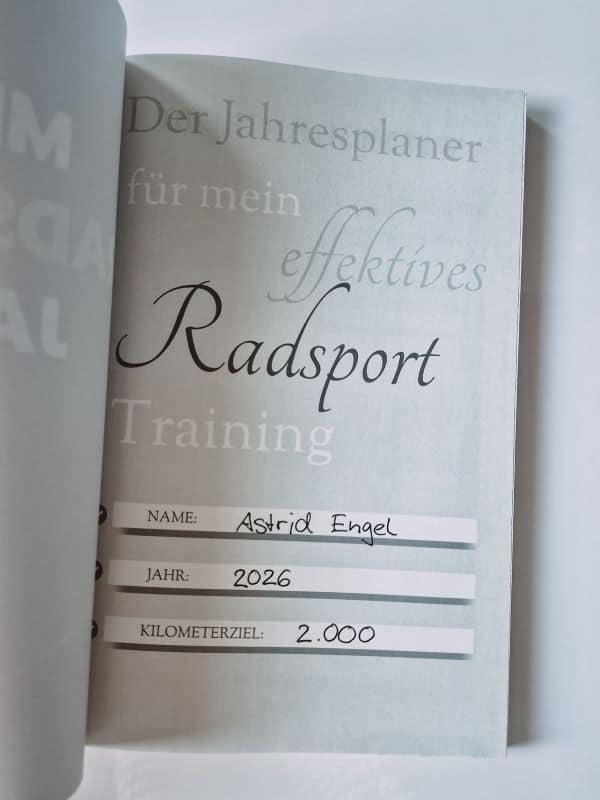 Der Jahresplaner
für mein
effektives
Radsport
Training
NAME: Astrid Engel
JAHR: 2026
KILOMETERZIEL: 2.000